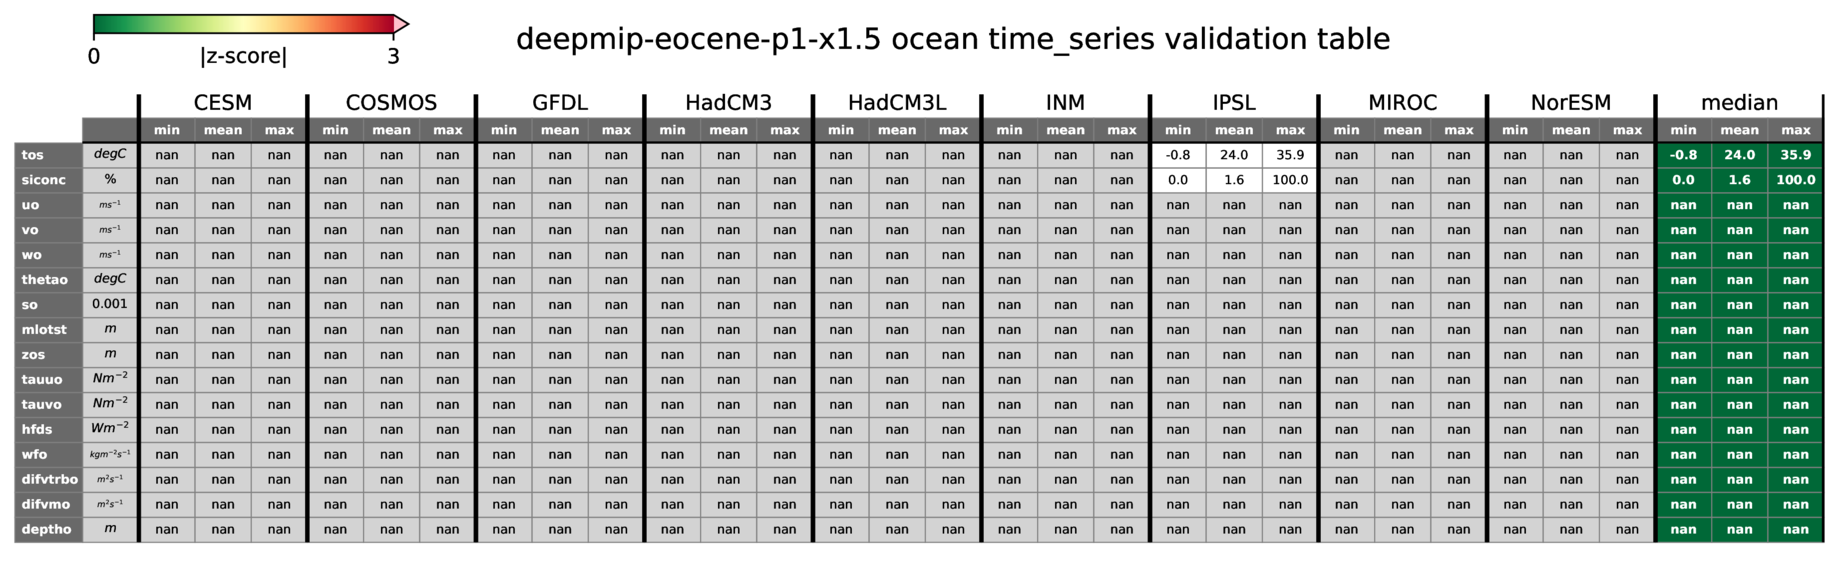 0 |z-score| 3
deepmip-eocene-p1-x1.5 ocean time_series validation table
CESM COSMOS GFDL HadCM3 HadCM3L INM IPSL MIROC NorESM median
min mean max min mean max min mean max min mean max min mean max min mean max min mean max min mean max min mean max min mean max
tos degC nan nan nan nan nan nan nan nan nan nan nan nan nan nan nan nan nan nan -0.8 24.0 35.9 nan nan nan nan nan nan -0.8 24.0 35.9
siconc % nan nan nan nan nan nan nan nan nan nan nan nan nan nan nan nan nan nan 0.0 1.6 100.0 nan nan nan nan nan nan 0.0 1.6 100.0
uo ms⁻¹ nan nan nan nan nan nan nan nan nan nan nan nan nan nan nan nan nan nan nan nan nan nan nan nan nan nan nan nan nan nan
vo ms⁻¹ nan nan nan nan nan nan nan nan nan nan nan nan nan nan nan nan nan nan nan nan nan nan nan nan nan nan nan nan nan nan
wo ms⁻¹ nan nan nan nan nan nan nan nan nan nan nan nan nan nan nan nan nan nan nan nan nan nan nan nan nan nan nan nan nan nan
thetao degC nan nan nan nan nan nan nan nan nan nan nan nan nan nan nan nan nan nan nan nan nan nan nan nan nan nan nan nan nan nan
so 0.001 nan nan nan nan nan nan nan nan nan nan nan nan nan nan nan nan nan nan nan nan nan nan nan nan nan nan nan nan nan nan
mlotst m nan nan nan nan nan nan nan nan nan nan nan nan nan nan nan nan nan nan nan nan nan nan nan nan nan nan nan nan nan nan
zos m nan nan nan nan nan nan nan nan nan nan nan nan nan nan nan nan nan nan nan nan nan nan nan nan nan nan nan nan nan nan
tauuo Nm⁻² nan nan nan nan nan nan nan nan nan nan nan nan nan nan nan nan nan nan nan nan nan nan nan nan nan nan nan nan nan nan
tauvo Nm⁻² nan nan nan nan nan nan nan nan nan nan nan nan nan nan nan nan nan nan nan nan nan nan nan nan nan nan nan nan nan nan
hfds Wm⁻² nan nan nan nan nan nan nan nan nan nan nan nan nan nan nan nan nan nan nan nan nan nan nan nan nan nan nan nan nan nan
wfo kgm⁻²s⁻¹ nan nan nan nan nan nan nan nan nan nan nan nan nan nan nan nan nan nan nan nan nan nan nan nan nan nan nan nan nan nan
difvtrbo m²s⁻¹ nan nan nan nan nan nan nan nan nan nan nan nan nan nan nan nan nan nan nan nan nan nan nan nan nan nan nan nan nan nan
difvmo m²s⁻¹ nan nan nan nan nan nan nan nan nan nan nan nan nan nan nan nan nan nan nan nan nan nan nan nan nan nan nan nan nan nan
deptho m nan nan nan nan nan nan nan nan nan nan nan nan nan nan nan nan nan nan nan nan nan nan nan nan nan nan nan nan nan nan